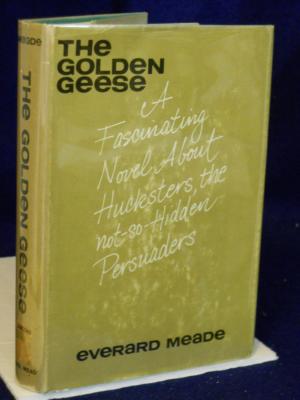 THE
GOLDEN
GEESE
A
Fascinating
Novel About
Hucksters, the
not-so-Hidden
Persuaders
everard MEADE
MEADE
THE GOLDEN GEESE